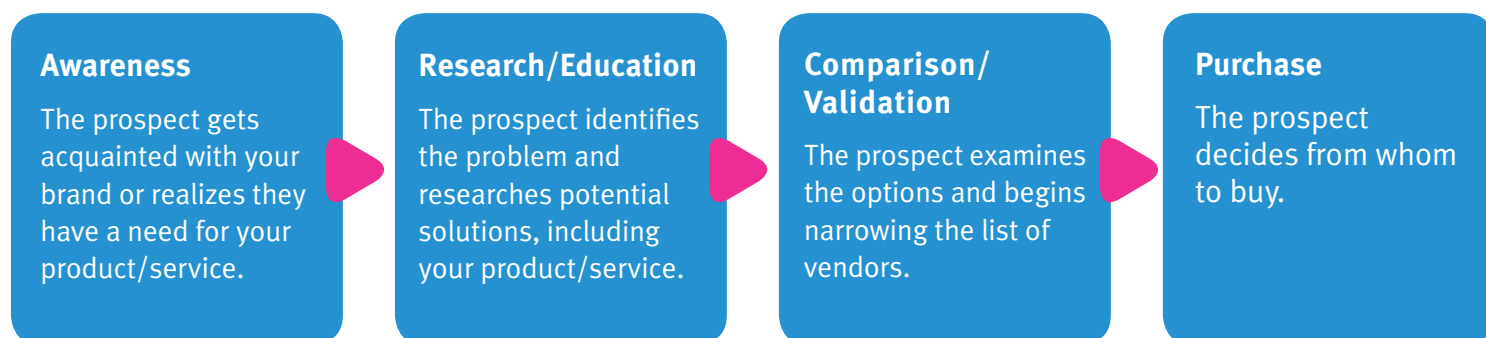 Awareness
The prospect gets
acquainted with your
brand or realizes they
have a need for your
product/service.
Research/Education
The prospect identifies
the problem and
researches potential
solutions, including
your product/service.
Comparison/
Validation
The prospect examines
the options and begins
narrowing the list of
vendors.
Purchase
The prospect
decides from whom
to buy.